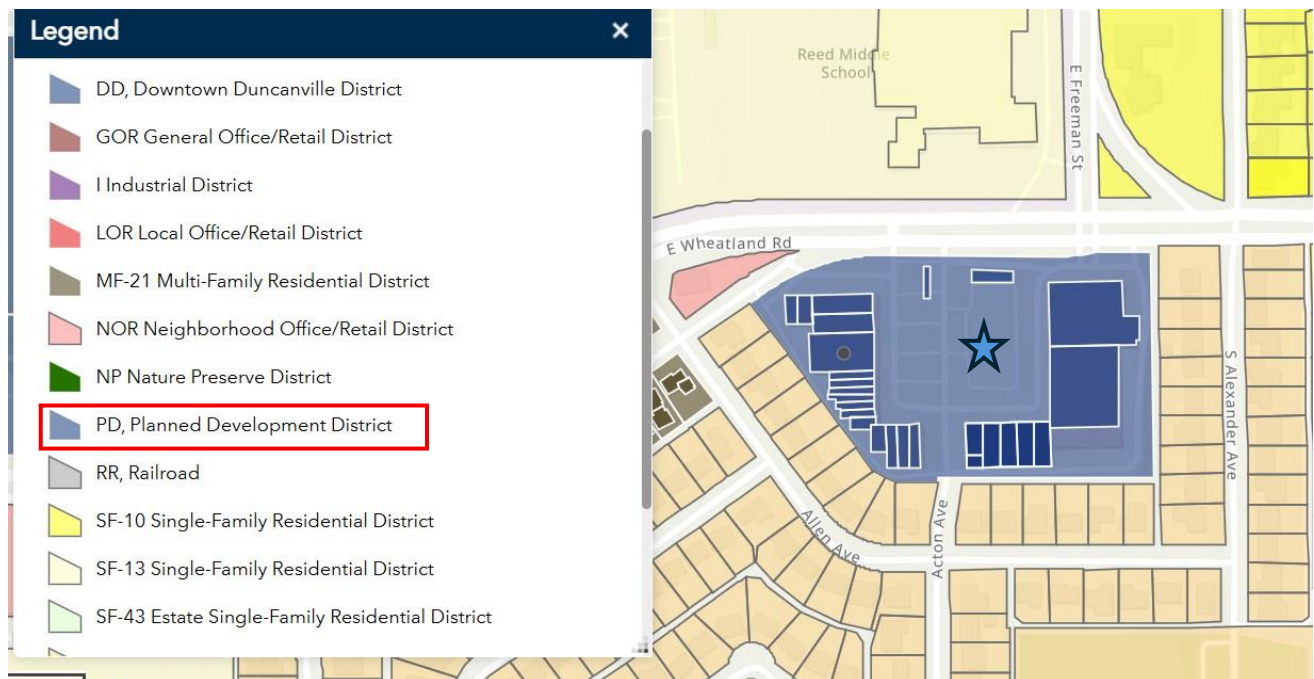 Legend
×
DD, Downtown Duncanville District
GOR General Office/Retail District
I Industrial District
LOR Local Office/Retail District
MF-21 Multi-Family Residential District
NOR Neighborhood Office/Retail District
NP Nature Preserve District
PD, Planned Development District
RR, Railroad
SF-10 Single-Family Residential District
SF-13 Single-Family Residential District
SF-43 Estate Single-Family Residential District
Reed Middle
School
E Freeman St
E Wheatland Rd
S Alexander Ave
Allen Ave
Acton Ave